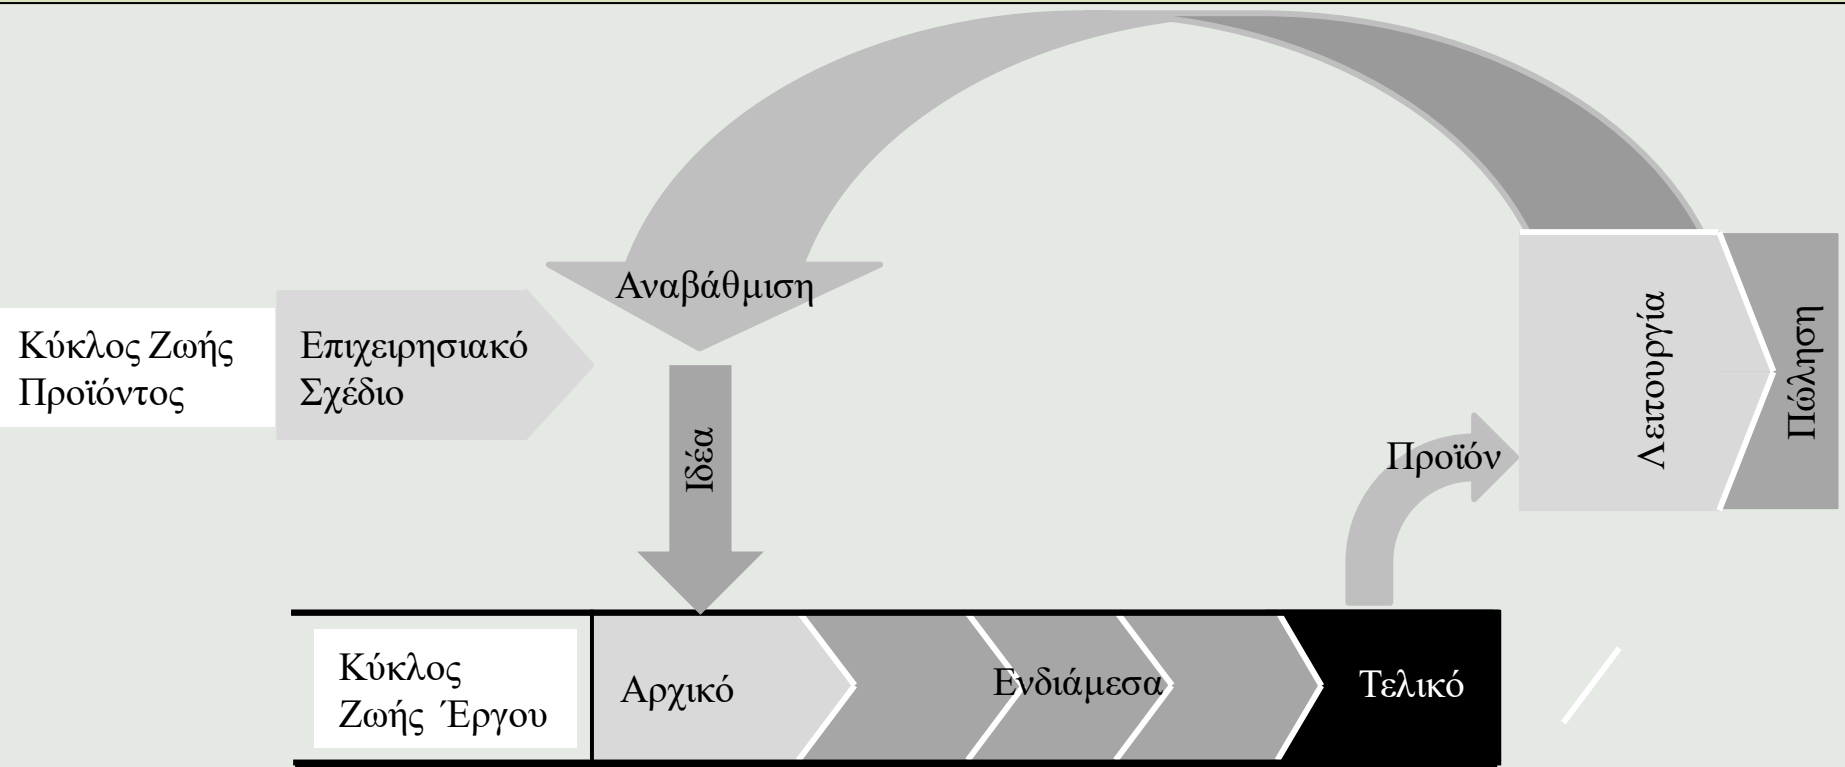 Αναβάθμιση
Κύκλος Ζωής
Προϊόντος
Επιχειρησιακό
Σχέδιο
Ιδέα
Προϊόν
Λειτουργία
Πώληση
Κύκλος
Ζωής Έργου
Αρχικό
Ενδιάμεσα
Τελικό